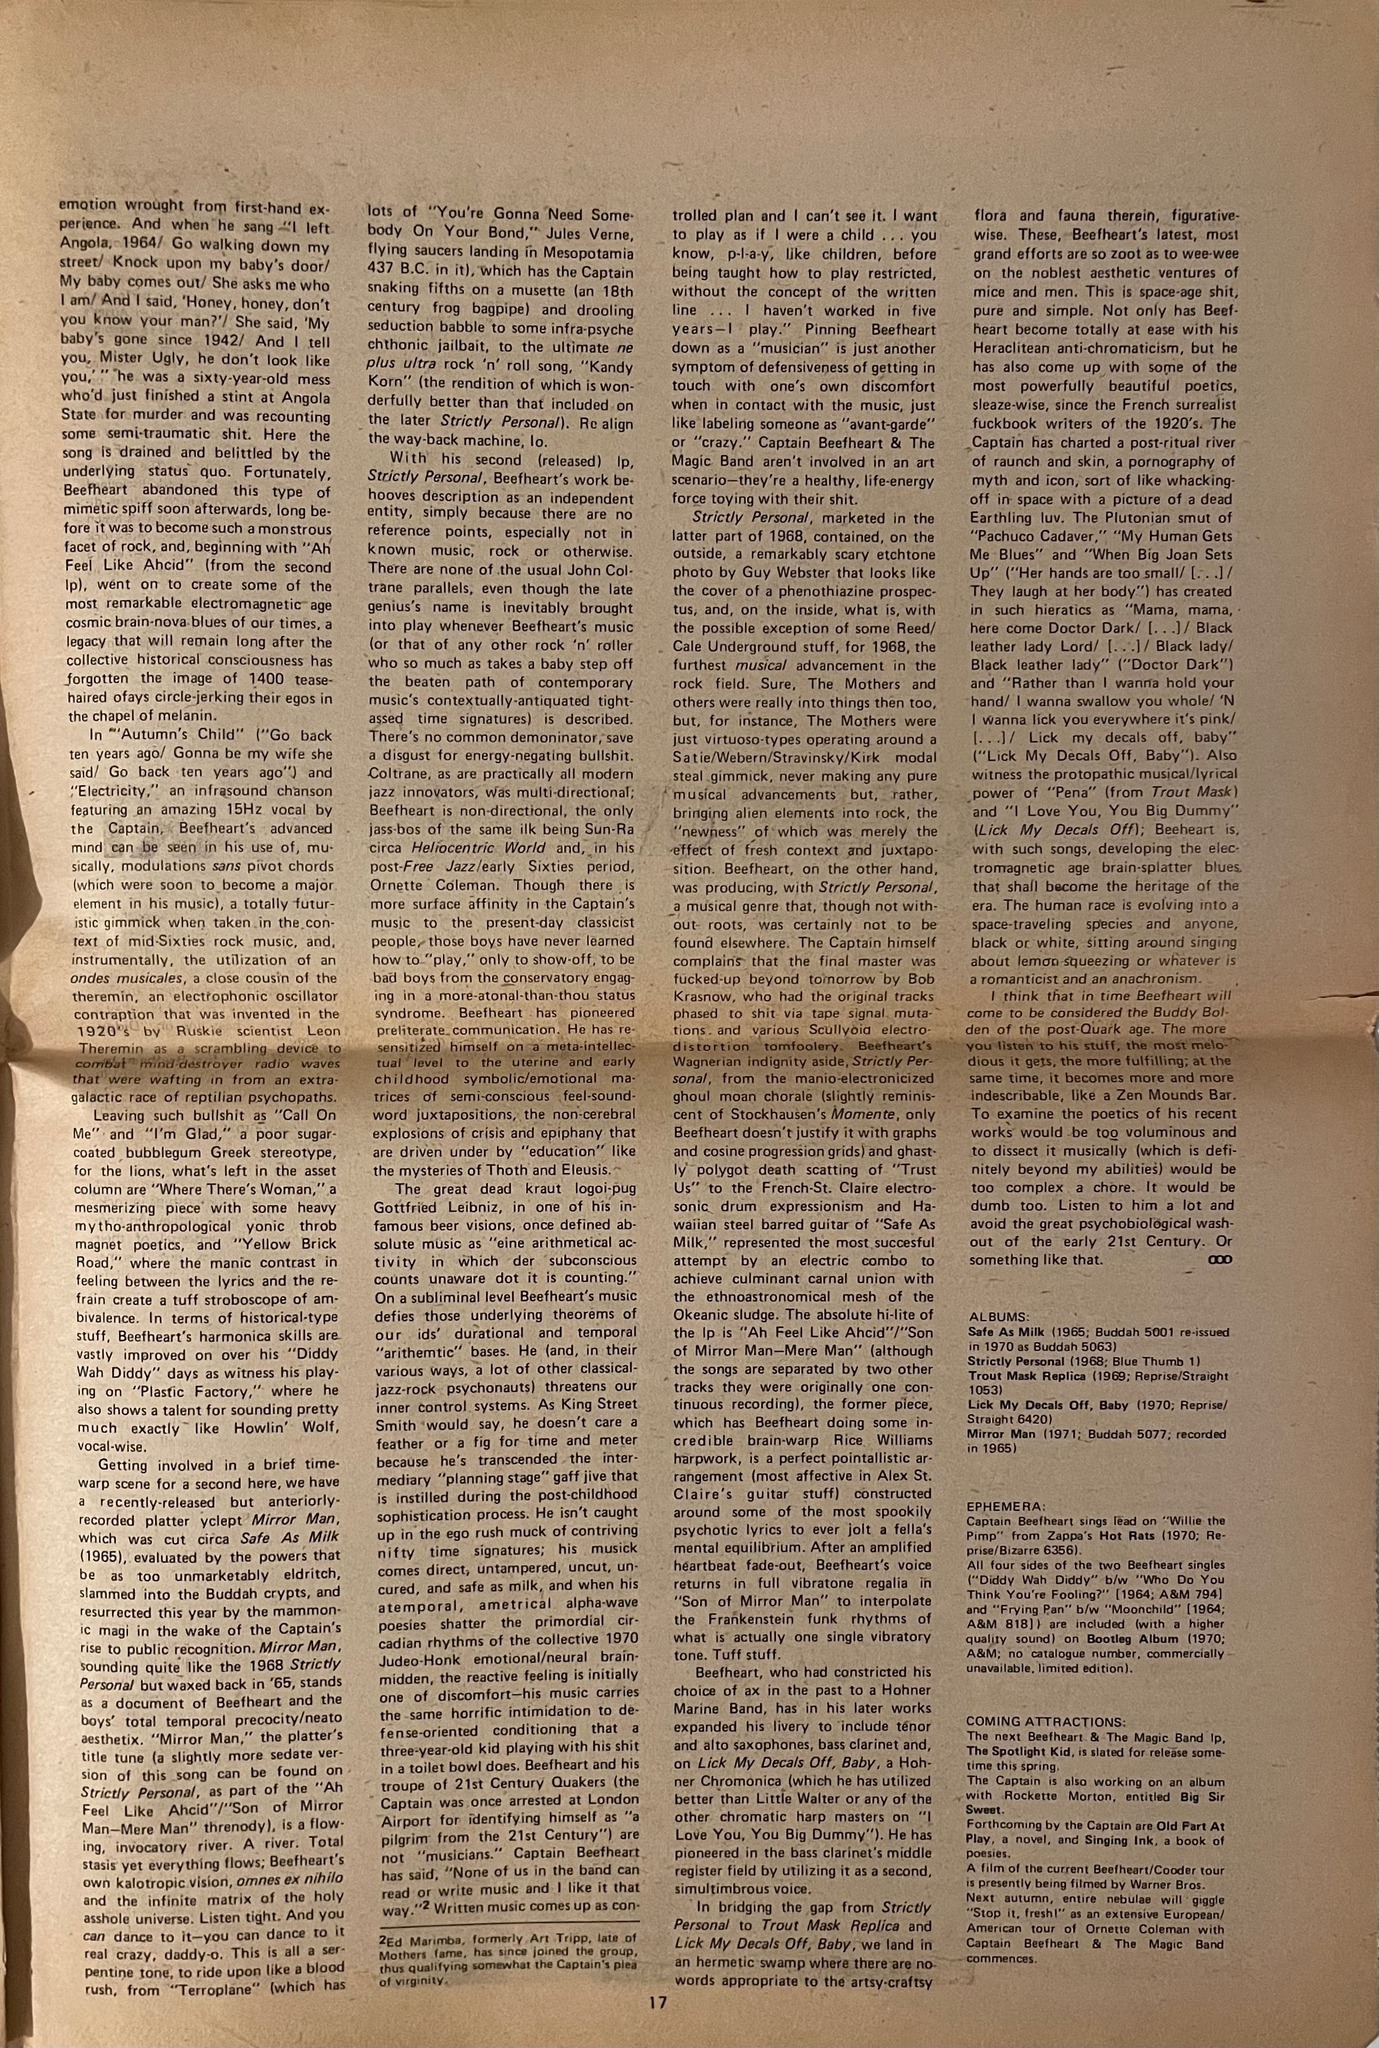 emotion wrought from first-hand ex-
perience. And when he sang "I left
Angola, 1964/ Go walking down my
street/ Knock upon my baby's door/
My baby comes out/ She asks me who
I am/ And I said, 'Honey, honey, don't
you know your man?'/ She said, 'My
baby's gone since 1942/ And I tell
you, Mister Ugly, he don't look like
you,' " he was a sixty-year-old mess
who'd just finished a stint at Angola
State for murder and was recounting
some semi-traumatic shit. Here the
song is drained and belittled by the
underlying status quo. Fortunately,
Beefheart abandoned this type of
mimetic spiff soon afterwards, long be-
fore it was to become such a monstrous
facet of rock, and, beginning with "Ah
Feel Like Ahcid" (from the second
lp), went on to create some of the
most remarkable electromagnetic age
cosmic brain-nova blues of our times, a
legacy that will remain long after the
collective historical consciousness has
forgotten the image of 1400 tease-
haired ofays circle-jerking their egos in
the chapel of melanin.
In "Autumn's Child" ("Go back
ten years ago/ Gonna be my wife she
said/ Go back ten years ago") and
"Electricity," an infrasound chanson
featuring an amazing 15Hz vocal by
the Captain, Beefheart's advanced
mind can be seen in his use of, mu-
sically, modulations sans pivot chords
(which were soon to become a major
element in his music), a totally futur-
istic gimmick when taken in the con-
text of mid-Sixties rock music, and,
instrumentally, the utilization of an
ondes musicales, a close cousin of the
theremin, an electrophonic oscillator
contraption that was invented in the
1920's by Ruskie scientist Leon
Theremin as a scrambling device to
combat mind-destroyer radio waves
that were wafting in from an extra-
galactic race of reptilian psychopaths.
Leaving such bullshit as "Call On
Me" and "I'm Glad," a poor sugar-
coated bubblegum Greek stereotype,
for the lions, what's left in the asset
column are "Where There's Woman," a
mesmerizing piece with some heavy
mytho-anthropological yonic throb
magnet poetics, and "Yellow Brick
Road," where the manic contrast in
feeling between the lyrics and the re-
frain create a tuff stroboscope of am-
bivalence. In terms of historical-type
stuff, Beefheart's harmonica skills are
vastly improved on over his "Diddy
Wah Diddy" days as witness his play-
ing on "Plastic Factory," where he
also shows a talent for sounding pretty
much exactly like Howlin' Wolf,
vocal-wise.
Getting involved in a brief time-
warp scene for a second here, we have
a recently-released but anteriorly-
recorded platter yclept Mirror Man,
which was cut circa Safe As Milk
(1965), evaluated by the powers that
be as too unmarketably eldritch,
slammed into the Buddah crypts, and
resurrected this year by the mammon-
ic magi in the wake of the Captain's
rise to public recognition. Mirror Man,
sounding quite like the 1968 Strictly
Personal but waxed back in '65, stands
as a document of Beefheart and the
boys' total temporal precocity/neato
aesthetix. "Mirror Man," the platter's
title tune (a slightly more sedate ver-
sion of this song can be found on
Strictly Personal, as part of the "Ah
Feel Like Ahcid"/"Son of Mirror
Man—Mere Man" threnody), is a flow-
ing, invocatory river. A river. Total
stasis yet everything flows; Beefheart's
own kalotropic vision, omnes ex nihilo
and the infinite matrix of the holy
asshole universe. Listen tight. And you
can dance to it—you can dance to it
real crazy, daddy-o. This is all a ser-
pentine tone, to ride upon like a blood
rush, from "Terroplane" (which has
lots of "You're Gonna Need Some-
body On Your Bond," Jules Verne,
flying saucers landing in Mesopotamia
437 B.C. in it), which has the Captain
snaking fifths on a musette (an 18th
century frog bagpipe) and drooling
seduction babble to some infra-psyche
chthonic jailbait, to the ultimate ne
plus ultra rock 'n' roll song, "Kandy
Korn" (the rendition of which is won-
derfully better than that included on
the later Strictly Personal). Re align
the way-back machine, lo.
With his second (released) lp,
Strictly Personal, Beefheart's work be-
hooves description as an independent
entity, simply because there are no
reference points, especially not in
known music, rock or otherwise.
There are none of the usual John Col-
trane parallels, even though the late
genius's name is inevitably brought
into play whenever Beefheart's music
(or that of any other rock 'n' roller
who so much as takes a baby step off
the beaten path of contemporary
music's contextually-antiquated tight-
assed time signatures) is described.
There's no common demoninator, save
a disgust for energy-negating bullshit.
Coltrane, as are practically all modern
jazz innovators, was multi-directional;
Beefheart is non-directional, the only
jass-bos of the same ilk being Sun-Ra
circa Heliocentric World and, in his
post-Free Jazz/early Sixties period,
Ornette Coleman. Though there is
more surface affinity in the Captain's
music to the present-day classicist
people, those boys have never learned
how to "play," only to show-off, to be
bad boys from the conservatory engag-
ing in a more-atonal-than-thou status
syndrome. Beefheart has pioneered
preliterate communication. He has re-
sensitized himself on a meta-intellec-
tual level to the uterine and early
childhood symbolic/emotional ma-
trices of semi-conscious feel-sound-
word juxtapositions, the non-cerebral
explosions of crisis and epiphany that
are driven under by "education" like
the mysteries of Thoth and Eleusis.
The great dead kraut logoi-pug
Gottfried Leibniz, in one of his in-
famous beer visions, once defined ab-
solute music as "eine arithmetical ac-
tivity in which der subconscious
counts unaware dot it is counting."
On a subliminal level Beefheart's music
defies those underlying theorems of
our ids' durational and temporal
"arithemtic" bases. He (and, in their
various ways, a lot of other classical-
jazz-rock psychonauts) threatens our
inner control systems. As King Street
Smith would say, he doesn't care a
feather or a fig for time and meter
because he's transcended the inter-
mediary "planning stage" gaff jive that
is instilled during the post-childhood
sophistication process. He isn't caught
up in the ego rush muck of contriving
nifty time signatures; his musick
comes direct, untampered, uncut, un-
cured, and safe as milk, and when his
atemporal, ametrical alpha-wave
poesies shatter the primordial cir-
cadian rhythms of the collective 1970
Judeo-Honk emotional/neural brain-
midden, the reactive feeling is initially
one of discomfort—his music carries
the same horrific intimidation to de-
fense-oriented conditioning that a
three-year-old kid playing with his shit
in a toilet bowl does. Beefheart and his
troupe of 21st Century Quakers (the
Captain was once arrested at London
Airport for identifying himself as "a
pilgrim from the 21st Century") are
not "musicians." Captain Beefheart
has said, "None of us in the band can
read or write music and I like it that
way."2 Written music comes up as con-
2Ed Marimba, formerly Art Tripp, late of
Mothers fame, has since joined the group,
thus qualifying somewhat the Captain's plea
of virginity.
trolled plan and I can't see it. I want
to play as if I were a child . . . you
know, p-l-a-y, like children, before
being taught how to play restricted,
without the concept of the written
line . . . I haven't worked in five
years—I play." Pinning Beefheart
down as a "musician" is just another
symptom of defensiveness of getting in
touch with one's own discomfort
when in contact with the music, just
like labeling someone as "avant-garde"
or "crazy." Captain Beefheart & The
Magic Band aren't involved in an art
scenario—they're a healthy, life-energy
force toying with their shit.
Strictly Personal, marketed in the
latter part of 1968, contained, on the
outside, a remarkably scary etchtone
photo by Guy Webster that looks like
the cover of a phenothiazine prospec-
tus, and, on the inside, what is, with
the possible exception of some Reed/
Cale Underground stuff, for 1968, the
furthest musical advancement in the
rock field. Sure, The Mothers and
others were really into things then too,
but, for instance, The Mothers were
just virtuoso-types operating around a
Satie/Webern/Stravinsky/Kirk modal
steal gimmick, never making any pure
musical advancements but, rather,
bringing alien elements into rock, the
"newness" of which was merely the
effect of fresh context and juxtapo-
sition. Beefheart, on the other hand,
was producing, with Strictly Personal,
a musical genre that, though not with-
out roots, was certainly not to be
found elsewhere. The Captain himself
complains that the final master was
fucked-up beyond tomorrow by Bob
Krasnow, who had the original tracks
phased to shit via tape signal muta-
tions and various Scullyoid electro-
distortion tomfoolery. Beefheart's
Wagnerian indignity aside, Strictly Per-
sonal, from the manio-electronicized
ghoul moan chorale (slightly reminis-
cent of Stockhausen's Momente, only
Beefheart doesn't justify it with graphs
and cosine progression grids) and ghast-
ly polygot death scatting of "Trust
Us" to the French-St. Claire electro-
sonic drum expressionism and Ha-
waiian steel barred guitar of "Safe As
Milk," represented the most succesful
attempt by an electric combo to
achieve culminant carnal union with
the ethnoastronomical mesh of the
Okeanic sludge. The absolute hi-lite of
the lp is "Ah Feel Like Ahcid"/"Son
of Mirror Man—Mere Man" (although
the songs are separated by two other
tracks they were originally one con-
tinuous recording), the former piece,
which has Beefheart doing some in-
credible brain-warp Rice Williams
harpwork, is a perfect pointallistic ar-
rangement (most affective in Alex St.
Claire's guitar stuff) constructed
around some of the most spookily
psychotic lyrics to ever jolt a fella's
mental equilibrium. After an amplified
heartbeat fade-out, Beefheart's voice
returns in full vibratone regalia in
"Son of Mirror Man" to interpolate
the Frankenstein funk rhythms of
what is actually one single vibratory
tone. Tuff stuff.
Beefheart, who had constricted his
choice of ax in the past to a Hohner
Marine Band, has in his later works
expanded his livery to include tenor
and alto saxophones, bass clarinet and,
on Lick My Decals Off, Baby, a Hoh-
ner Chromonica (which he has utilized
better than Little Walter or any of the
other chromatic harp masters on "I
Love You, You Big Dummy"). He has
pioneered in the bass clarinet's middle
register field by utilizing it as a second,
simultimbrous voice.
In bridging the gap from Strictly
Personal to Trout Mask Replica and
Lick My Decals Off, Baby, we land in
an hermetic swamp where there are no
words appropriate to the artsy-craftsy
flora and fauna therein, figurative-
wise. These, Beefheart's latest, most
grand efforts are so zoot as to wee-wee
on the noblest aesthetic ventures of
mice and men. This is space-age shit,
pure and simple. Not only has Beef-
heart become totally at ease with his
Heraclitean anti-chromaticism, but he
has also come up with some of the
most powerfully beautiful poetics,
sleaze-wise, since the French surrealist
fuckbook writers of the 1920's. The
Captain has charted a post-ritual river
of raunch and skin, a pornography of
myth and icon, sort of like whacking-
off in space with a picture of a dead
Earthling luv. The Plutonian smut of
"Pachuco Cadaver," "My Human Gets
Me Blues" and "When Big Joan Sets
Up" ("Her hands are too small/ [. . .] /
They laugh at her body") has created
in such hieratics as "Mama, mama,
here come Doctor Dark/ [. . .] / Black
leather lady Lord/ [. . .] / Black lady/
Black leather lady" ("Doctor Dark")
and "Rather than I wanna hold your
hand/ I wanna swallow you whole/ 'N
I wanna lick you everywhere it's pink/
[. . .] / Lick my decals off, baby"
("Lick My Decals Off, Baby"). Also
witness the protopathic musical/lyrical
power of "Pena" (from Trout Mask)
and "I Love You, You Big Dummy"
(Lick My Decals Off); Beeheart is,
with such songs, developing the elec-
tromagnetic age brain-splatter blues
that shall become the heritage of the
era. The human race is evolving into a
space-traveling species and anyone,
black or white, sitting around singing
about lemon squeezing or whatever is
a romanticist and an anachronism.
I think that in time Beefheart will
come to be considered the Buddy Bol-
den of the post-Quark age. The more
you listen to his stuff, the most melo-
dious it gets, the more fulfilling; at the
same time, it becomes more and more
indescribable, like a Zen Mounds Bar.
To examine the poetics of his recent
works would be too voluminous and
to dissect it musically (which is defi-
nitely beyond my abilities) would be
too complex a chore. It would be
dumb too. Listen to him a lot and
avoid the great psychobiological wash-
out of the early 21st Century. Or
something like that.
ALBUMS:
Safe As Milk (1965; Buddah 5001 re-issued
in 1970 as Buddah 5063)
Strictly Personal (1968; Blue Thumb 1)
Trout Mask Replica (1969; Reprise/Straight
1053)
Lick My Decals Off, Baby (1970; Reprise/
Straight 6420)
Mirror Man (1971; Buddah 5077; recorded
in 1965)
EPHEMERA:
Captain Beefheart sings lead on "Willie the
Pimp" from Zappa's Hot Rats (1970; Re-
prise/Bizarre 6356).
All four sides of the two Beefheart singles
("Diddy Wah Diddy" b/w "Who Do You
Think You're Fooling?" [1964; A&M 794]
and "Frying Pan" b/w "Moonchild" [1964;
A&M 818]) are included (with a higher
quality sound) on Bootleg Album (1970;
A&M; no catalogue number, commercially
unavailable, limited edition).
COMING ATTRACTIONS:
The next Beefheart & The Magic Band lp,
The Spotlight Kid, is slated for release some-
time this spring.
The Captain is also working on an album
with Rockette Morton, entitled Big Sir
Sweet.
Forthcoming by the Captain are Old Fart At
Play, a novel, and Singing Ink, a book of
poesies.
A film of the current Beefheart/Cooder tour
is presently being filmed by Warner Bros.
Next autumn, entire nebulae will giggle
"Stop it, fresh!" as an extensive European/
American tour of Ornette Coleman with
Captain Beefheart & The Magic Band
commences.
17